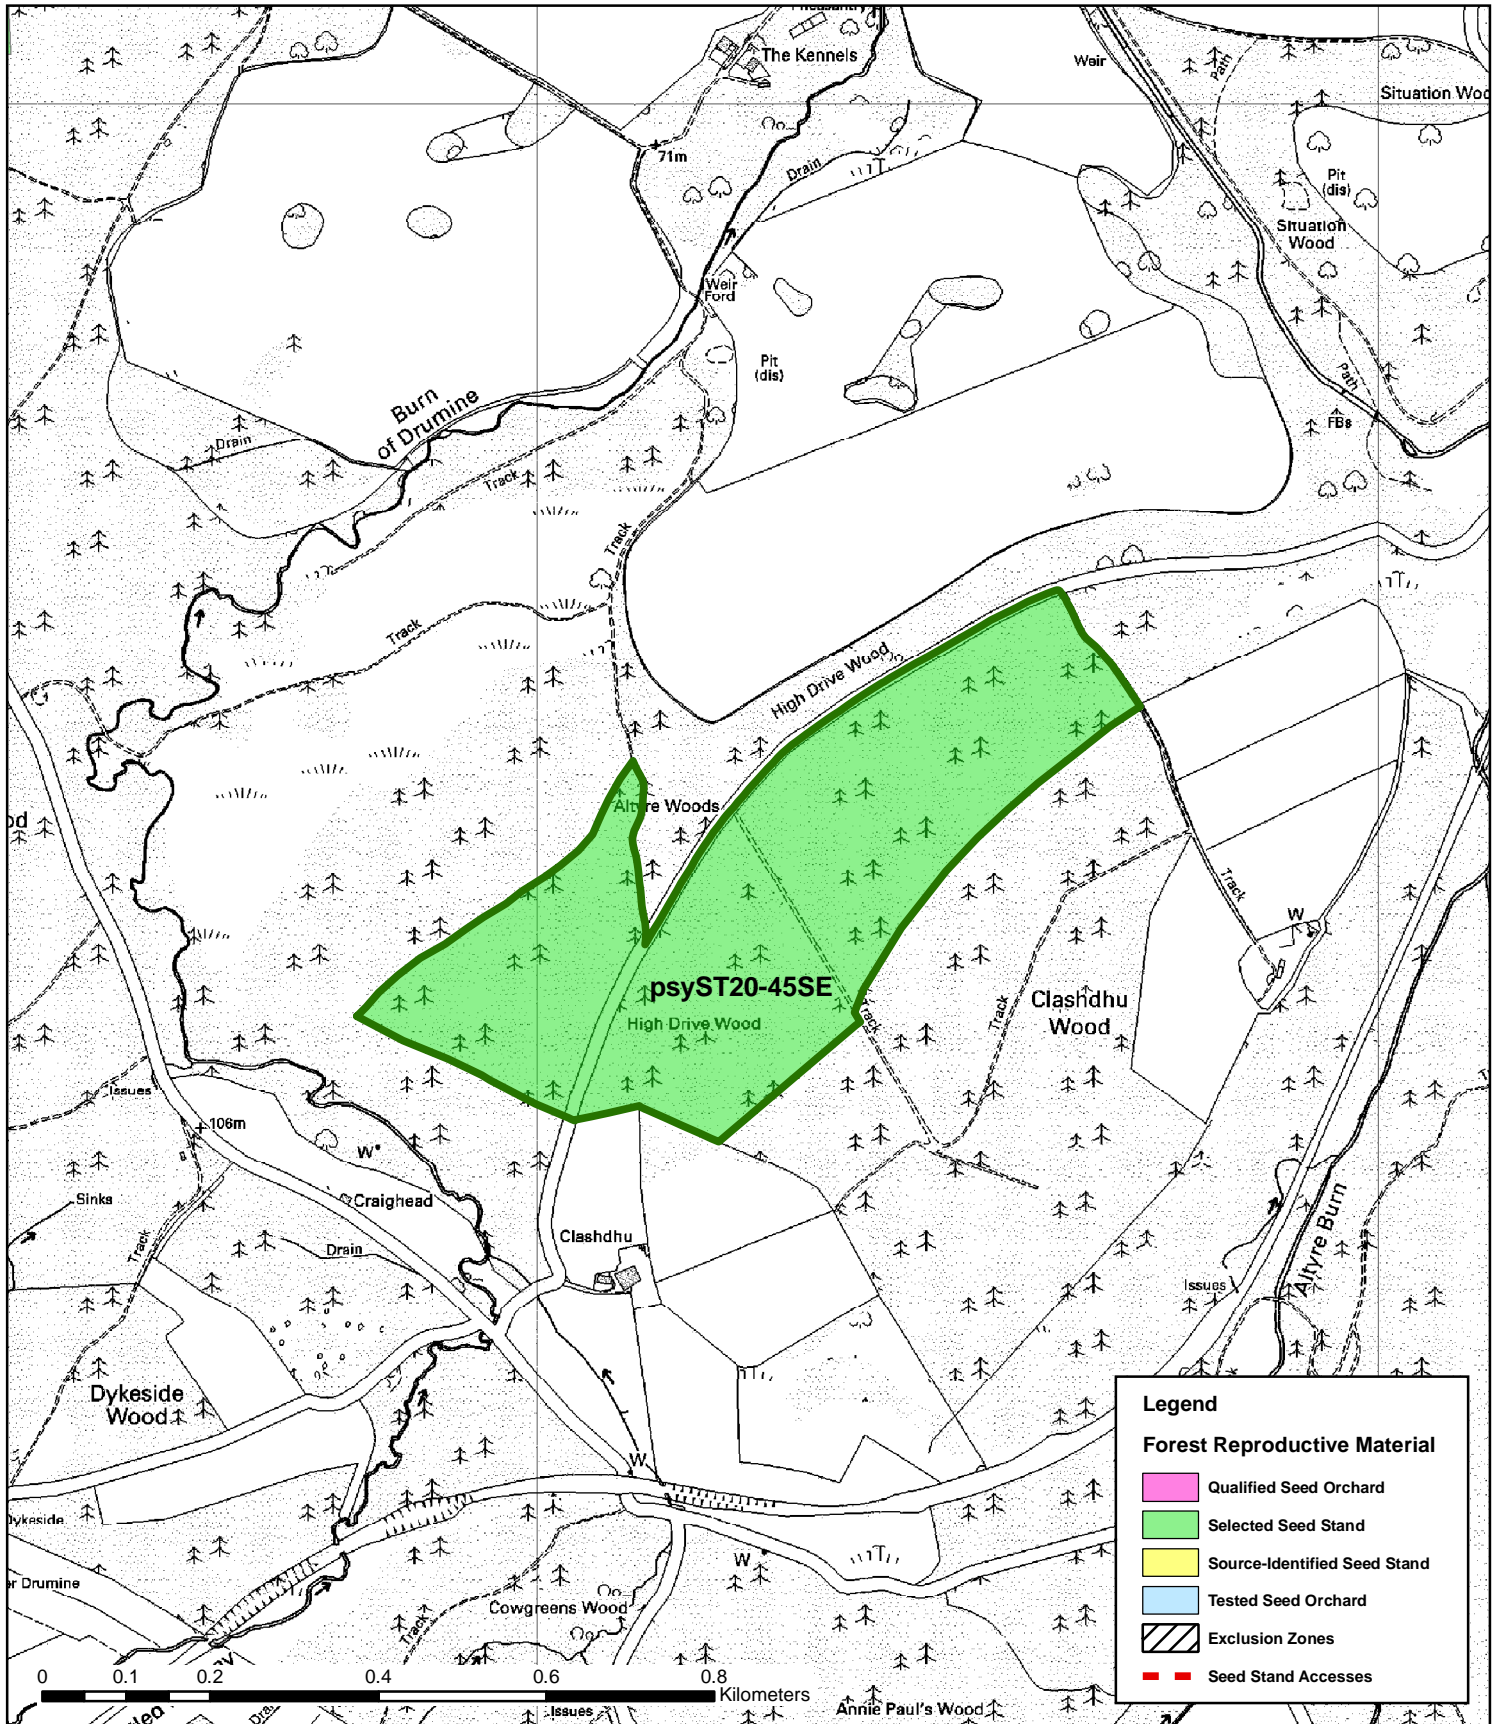 The Kennels
Weir
Path
Situation
71m
Drain
Pit
(dis)
Situation
Wood
Weir
Ford
Pit
(dis)
Path
FBs
Burn
of Drumine
Drain
Track
Track
Track
High Drive Wood
Altyre Woods
psyST20-45SE
High Drive Wood
Track
Track
Track
Clashdhu
Wood
W
Issues
106m
W
Craighead
Sinks
Track
Drain
Clashdhu
Altyre Burn
Issues
Dykeside
Wood
W
W
Drumine
Cowgreens Wood
Track
Issues
Annie Paul's Wood
Legend
Forest Reproductive Material
Qualified Seed Orchard
Selected Seed Stand
Source-Identified Seed Stand
Tested Seed Orchard
Exclusion Zones
Seed Stand Accesses
0 0.1 0.2 0.4 0.6 0.8
Kilometers